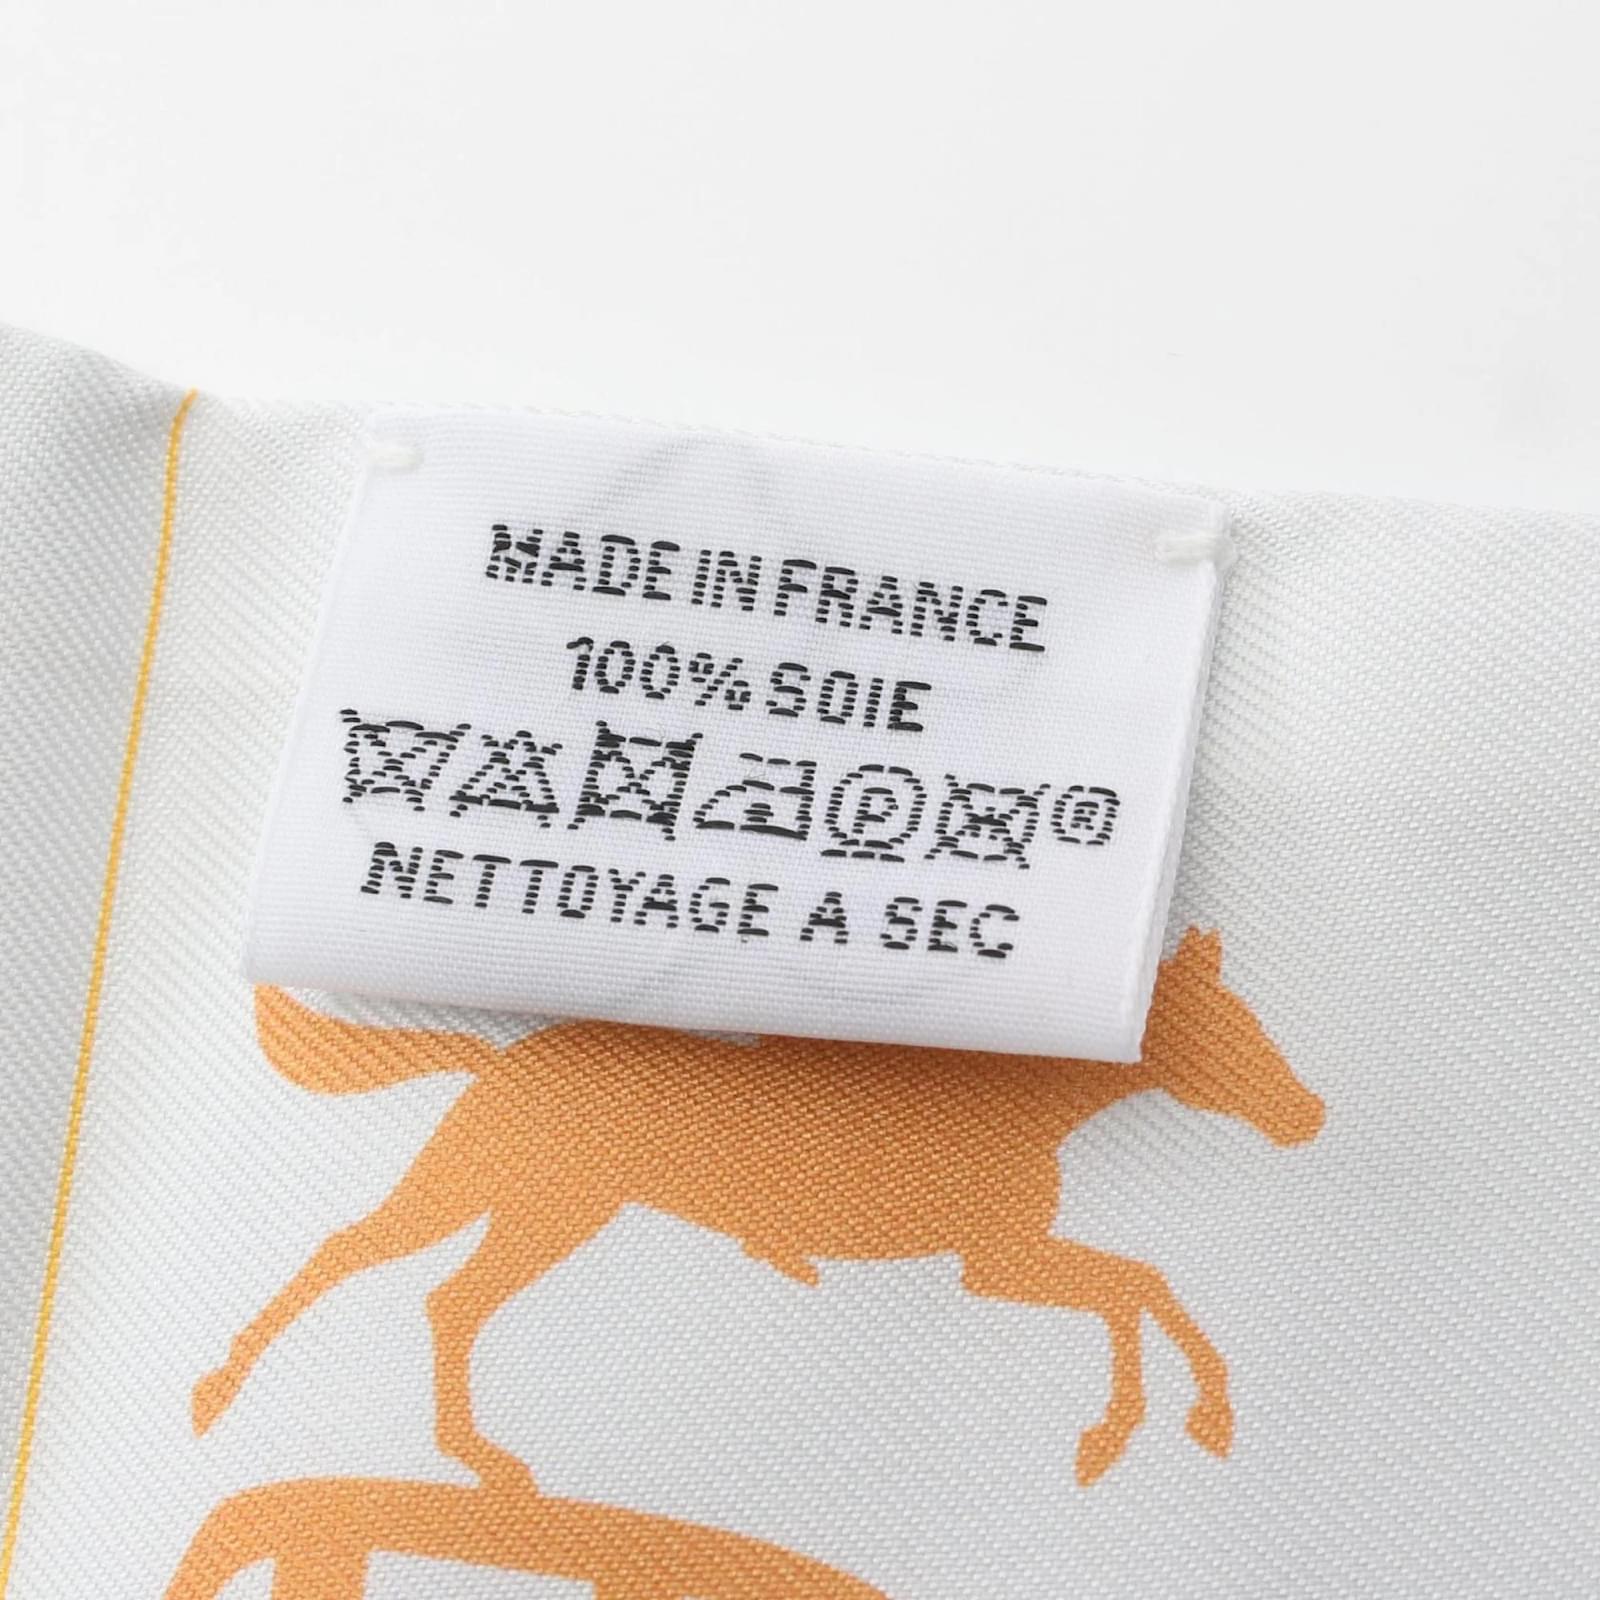 MADE IN FRANCE
100% SOIE
P ®
NETTOYAGE A SEC